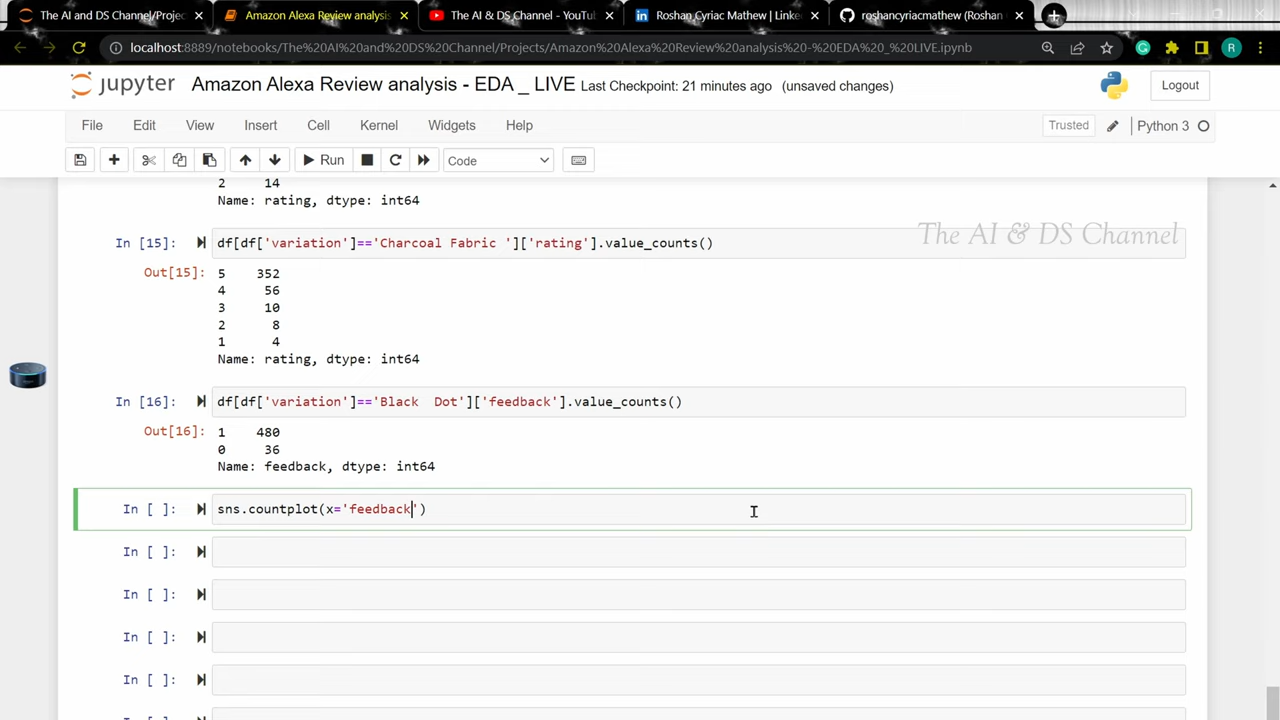 The AI and DS Channel/Projec
Amazon Alexa Review analysis
The AI & DS Channel - YouTu
Roshan Cyriac Mathew | Linke
roshancyriacmathew (Roshan
localhost:8889/notebooks/The%20AI%20and%20DS%20Channel/Projects/Amazon%20Alexa%20Review%20analysis%20-%20EDA%20_%20LIVE.ipynb
R
jupyter Amazon Alexa Review analysis - EDA _ LIVE Last Checkpoint: 21 minutes ago (unsaved changes)
Logout
File Edit View Insert Cell Kernel Widgets Help
Trusted
Python 3
Run
Code
2 14
Name: rating, dtype: int64
The AI & DS Channel
In [15]: df[df['variation']=='Charcoal Fabric ']['rating'].value_counts()
Out[15]: 5 352
4 56
3 10
2 8
1 4
Name: rating, dtype: int64
In [16]: df[df['variation']=='Black  Dot']['feedback'].value_counts()
Out[16]: 1 480
0 36
Name: feedback, dtype: int64
In [ ]: sns.countplot(x='feedback')
In [ ]:
In [ ]:
In [ ]:
In [ ]: